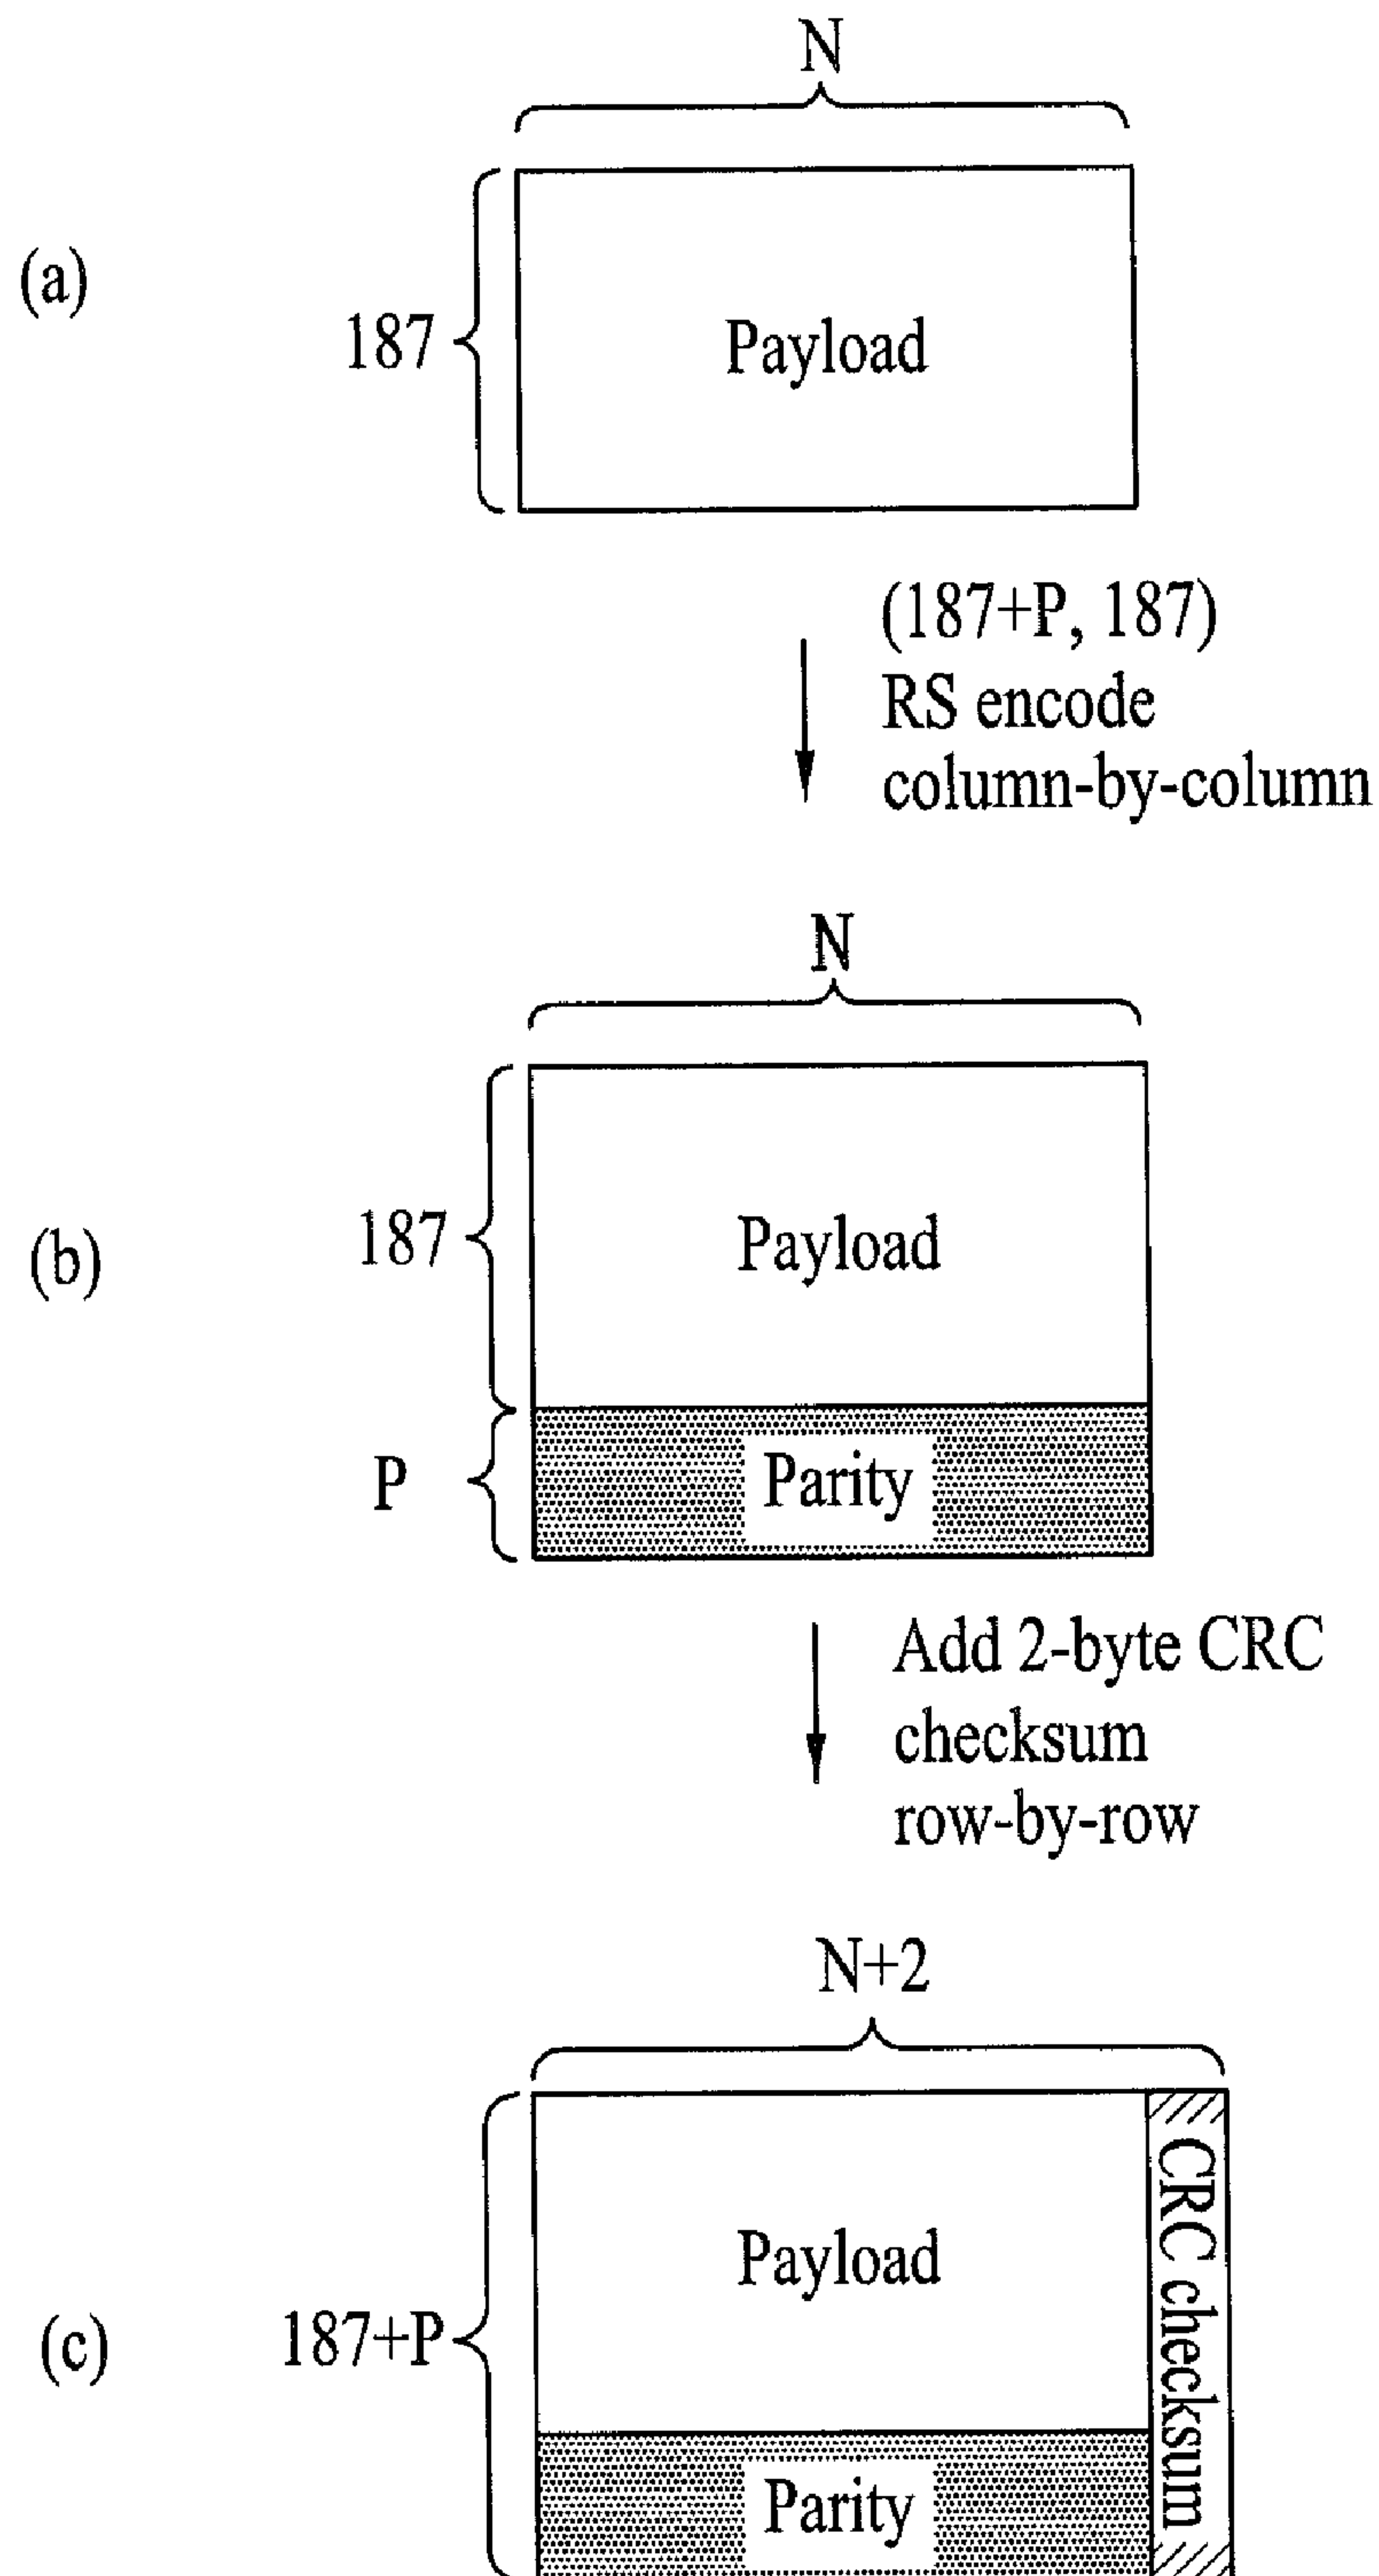 N
(a)
187
Payload
(187+P, 187)
RS encode
column-by-column
N
(b)
187
Payload
P
Parity
Add 2-byte CRC
checksum
row-by-row
N+2
(c)
187+P
Payload
CRC checksum
Parity